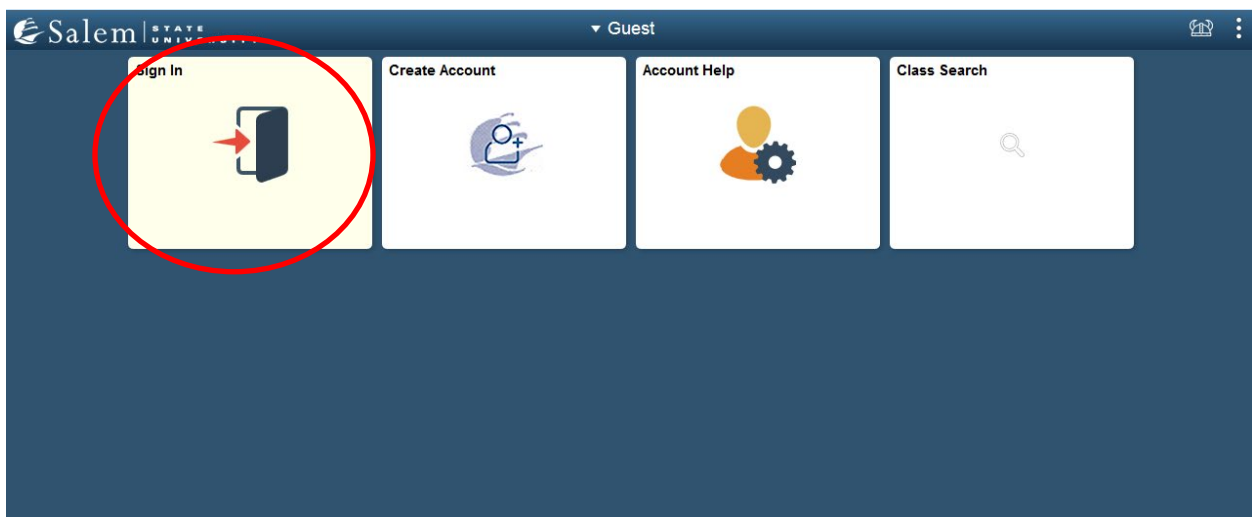 Salem STATE UNIVERSITY
Guest
Sign In
Create Account
Account Help
Class Search